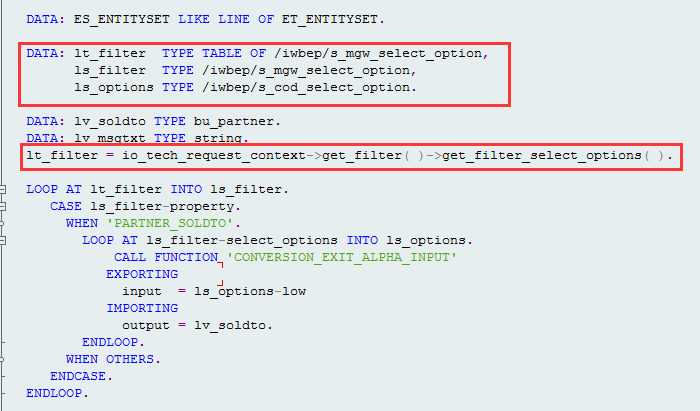 DATA: ES_ENTITYSET LIKE LINE OF ET_ENTITYSET.
DATA: lt_filter TYPE TABLE OF /iwbep/s_mgw_select_option,
ls_filter TYPE /iwbep/s_mgw_select_option,
ls_options TYPE /iwbep/s_cod_select_option.
DATA: lv_soldto TYPE bu_partner.
DATA: lv_msgtxt TYPE string.
lt_filter = io_tech_request_context->get_filter( )->get_filter_select_options( ).
LOOP AT lt_filter INTO ls_filter.
CASE ls_filter-property.
WHEN 'PARTNER_SOLDTO'.
LOOP AT ls_filter-select_options INTO ls_options.
CALL FUNCTION 'CONVERSION_EXIT_ALPHA_INPUT'
EXPORTING
input = ls_options-low
IMPORTING
output = lv_soldto.
ENDLOOP.
WHEN OTHERS.
ENDCASE.
ENDLOOP.